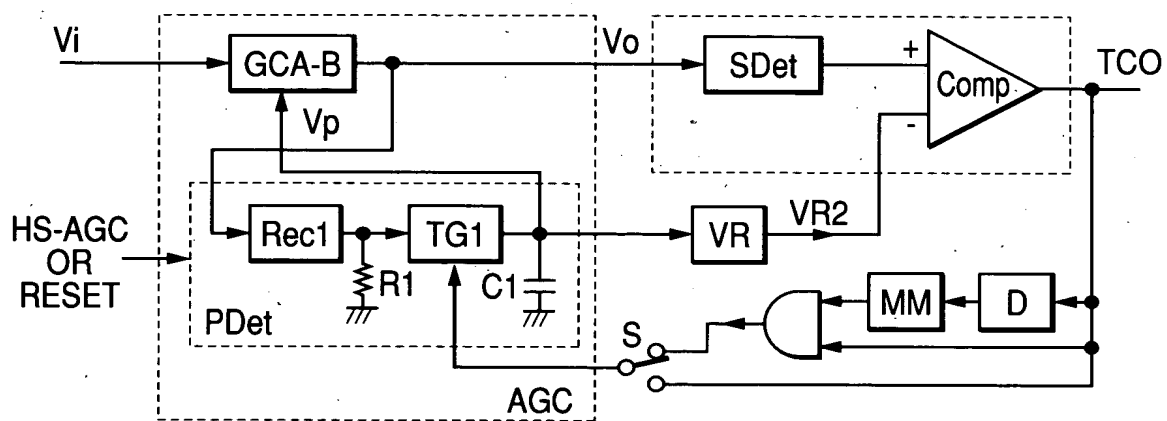 Vi
GCA-B
Vo
SDet
+
-
Comp
TCO
Vp
HS-AGC
OR
RESET
Rec1
TG1
VR
VR2
R1
C1
PDet
S
MM
D
AGC